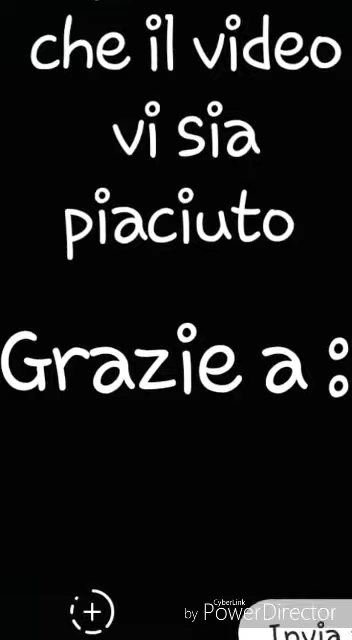 che il video
vi sia
piaciuto
Grazie a :
CyberLink
by PowerDirector
Invia